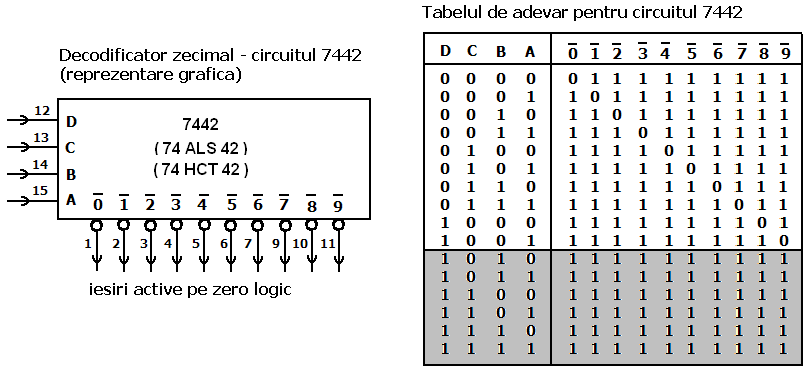 Decodificator zecimal - circuitul 7442
(reprezentare grafica)
12 D
13 C
14 B
15 A
7442
( 74 ALS 42 )
( 74 HCT 42 )
0̅ 1̅ 2̅ 3̅ 4̅ 5̅ 6̅ 7̅ 8̅ 9̅
1 2 3 4 5 6 7 9 10 11
iesiri active pe zero logic
Tabelul de adevar pentru circuitul 7442
D C B A 0̅ 1̅ 2̅ 3̅ 4̅ 5̅ 6̅ 7̅ 8̅ 9̅
0 0 0 0 0 1 1 1 1 1 1 1 1 1
0 0 0 1 1 0 1 1 1 1 1 1 1 1
0 0 1 0 1 1 0 1 1 1 1 1 1 1
0 0 1 1 1 1 1 0 1 1 1 1 1 1
0 1 0 0 1 1 1 1 0 1 1 1 1 1
0 1 0 1 1 1 1 1 1 0 1 1 1 1
0 1 1 0 1 1 1 1 1 1 0 1 1 1
0 1 1 1 1 1 1 1 1 1 1 0 1 1
1 0 0 0 1 1 1 1 1 1 1 1 0 1
1 0 0 1 1 1 1 1 1 1 1 1 1 0
1 0 1 0 1 1 1 1 1 1 1 1 1 1
1 0 1 1 1 1 1 1 1 1 1 1 1 1
1 1 0 0 1 1 1 1 1 1 1 1 1 1
1 1 0 1 1 1 1 1 1 1 1 1 1 1
1 1 1 0 1 1 1 1 1 1 1 1 1 1
1 1 1 1 1 1 1 1 1 1 1 1 1 1